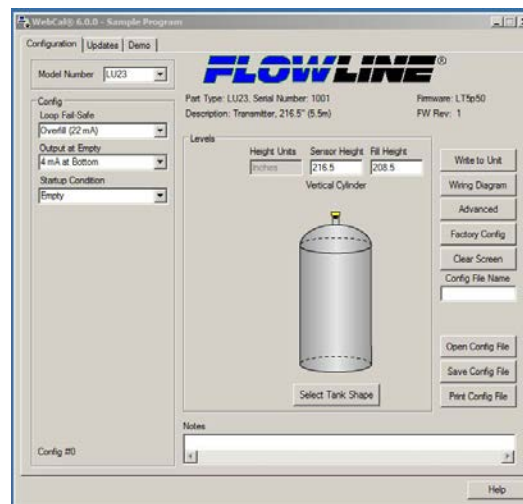 WebCal® 6.0.0 - Sample Program
Configuration Updates Demo
Model Number LU23
FLOWLINE®
Part Type: LU23, Serial Number: 1001 Firmware: LT5p50
Description: Transmitter, 216.5" (5.5m) FW Rev: 1
Config
Loop Fail-Safe
Overfill (22 mA)
Output at Empty
4 mA at Bottom
Startup Condition
Empty
Levels
Height Units Sensor Height Fill Height
Inches 216.5 208.5
Vertical Cylinder
Select Tank Shape
Write to Unit
Wiring Diagram
Advanced
Factory Config
Clear Screen
Config File Name
Open Config File
Save Config File
Print Config File
Notes
Config #0
Help